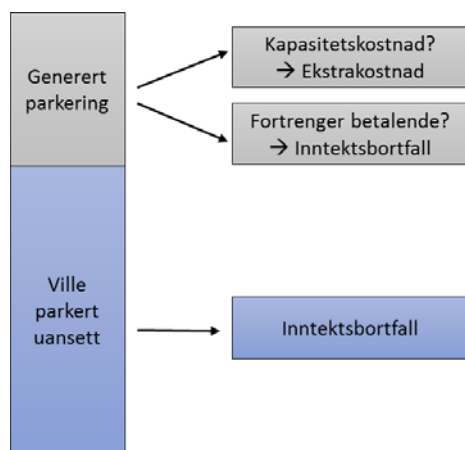 Generert
parkering
Kapasitetskostnad?
→ Ekstrakostnad
Fortrenger betalende?
→ Inntektsbortfall
Ville
parkert
uansett
Inntektsbortfall